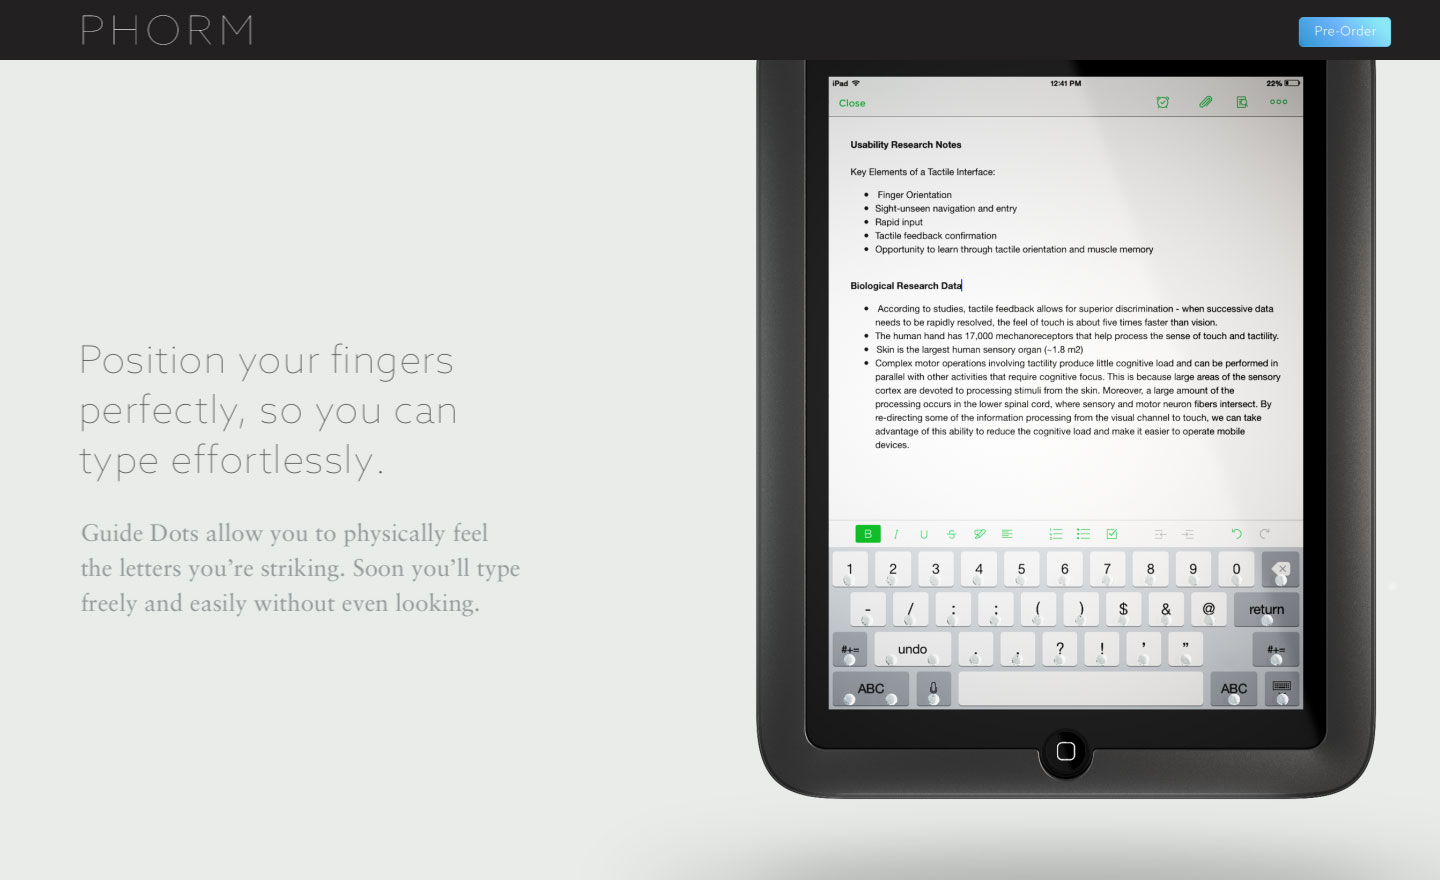 PHORM
Pre-Order
Position your fingers
perfectly, so you can
type effortlessly.
Guide Dots allow you to physically feel
the letters you’re striking. Soon you’ll type
freely and easily without even looking.
iPad 12:41 PM 22%
Close
Usability Research Notes
Key Elements of a Tactile Interface:
• Finger Orientation
• Sight-unseen navigation and entry
• Rapid input
• Tactile feedback confirmation
• Opportunity to learn through tactile orientation and muscle memory
Biological Research Data
• According to studies, tactile feedback allows for superior discrimination - when successive data
needs to be rapidly resolved, the feel of touch is about five times faster than vision.
• The human hand has 17,000 mechanoreceptors that help process the sense of touch and tactility.
• Skin is the largest human sensory organ (~1.8 m2)
• Complex motor operations involving tactility produce little cognitive load and can be performed in
parallel with other activities that require cognitive focus. This is because large areas of the sensory
cortex are devoted to processing stimuli from the skin. Moreover, a large amount of the
processing occurs in the lower spinal cord, where sensory and motor neuron fibers intersect. By
re-directing some of the information processing from the visual channel to touch, we can take
advantage of this ability to reduce the cognitive load and make it easier to operate mobile
devices.
B I U S
1 2 3 4 5 6 7 8 9 0
- / : : ( ) $ & @ return
#+= undo . . ? ! ’ ” #+=
ABC ABC